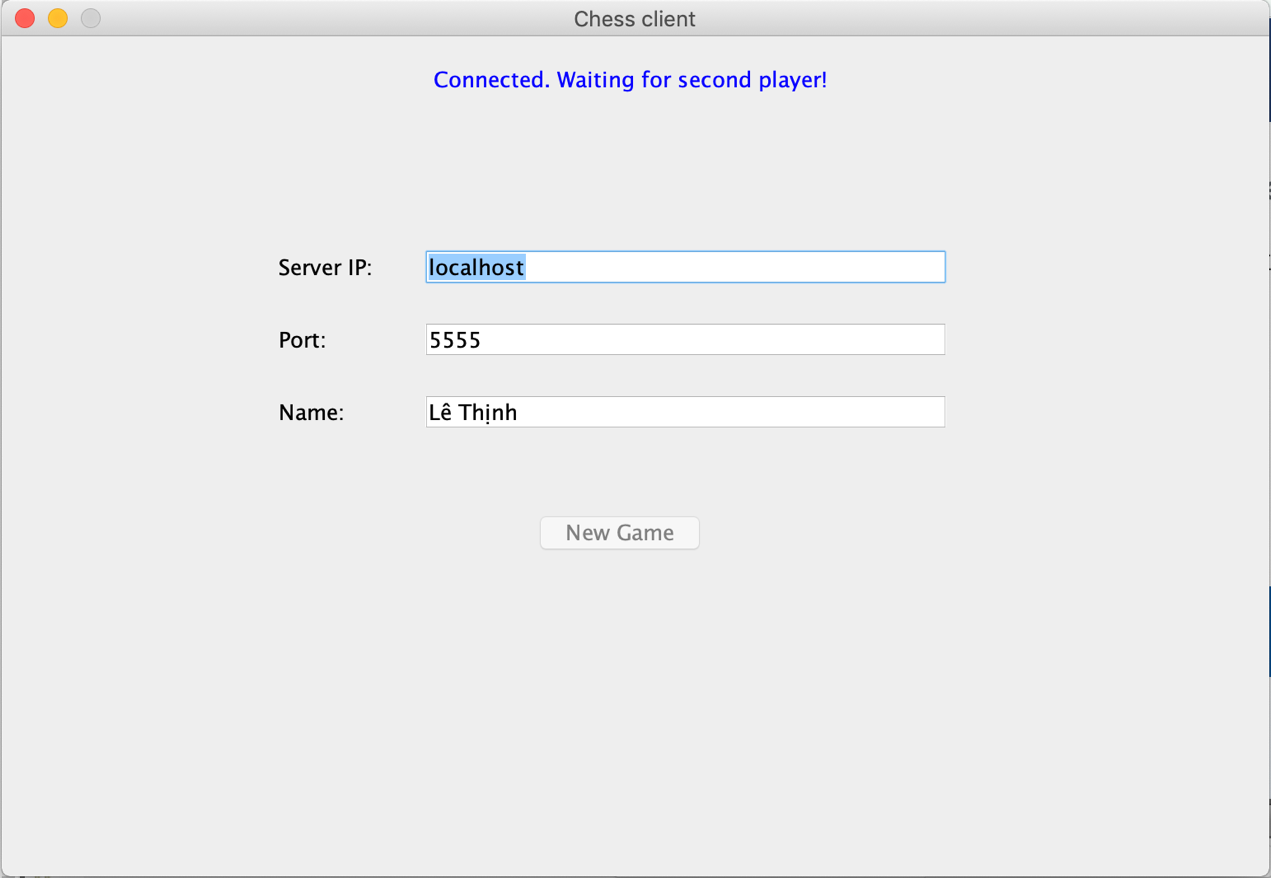 Chess client
Connected. Waiting for second player!
Server IP: localhost
Port: 5555
Name: Lê Thịnh
New Game